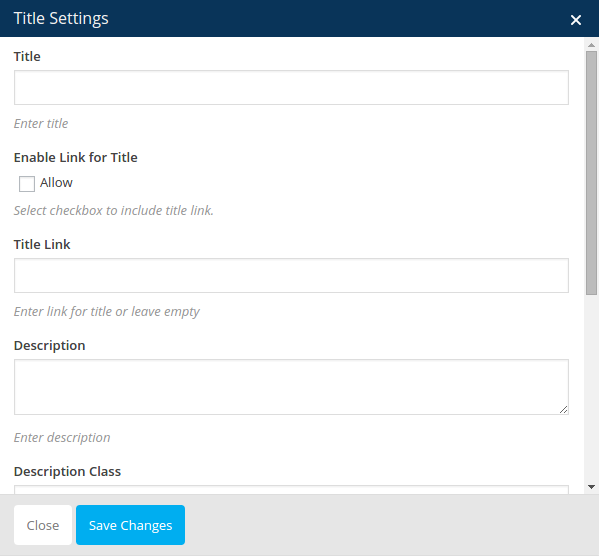 Title Settings
Title
Enter title
Enable Link for Title
Allow
Select checkbox to include title link.
Title Link
Enter link for title or leave empty
Description
Enter description
Description Class
Close
Save Changes